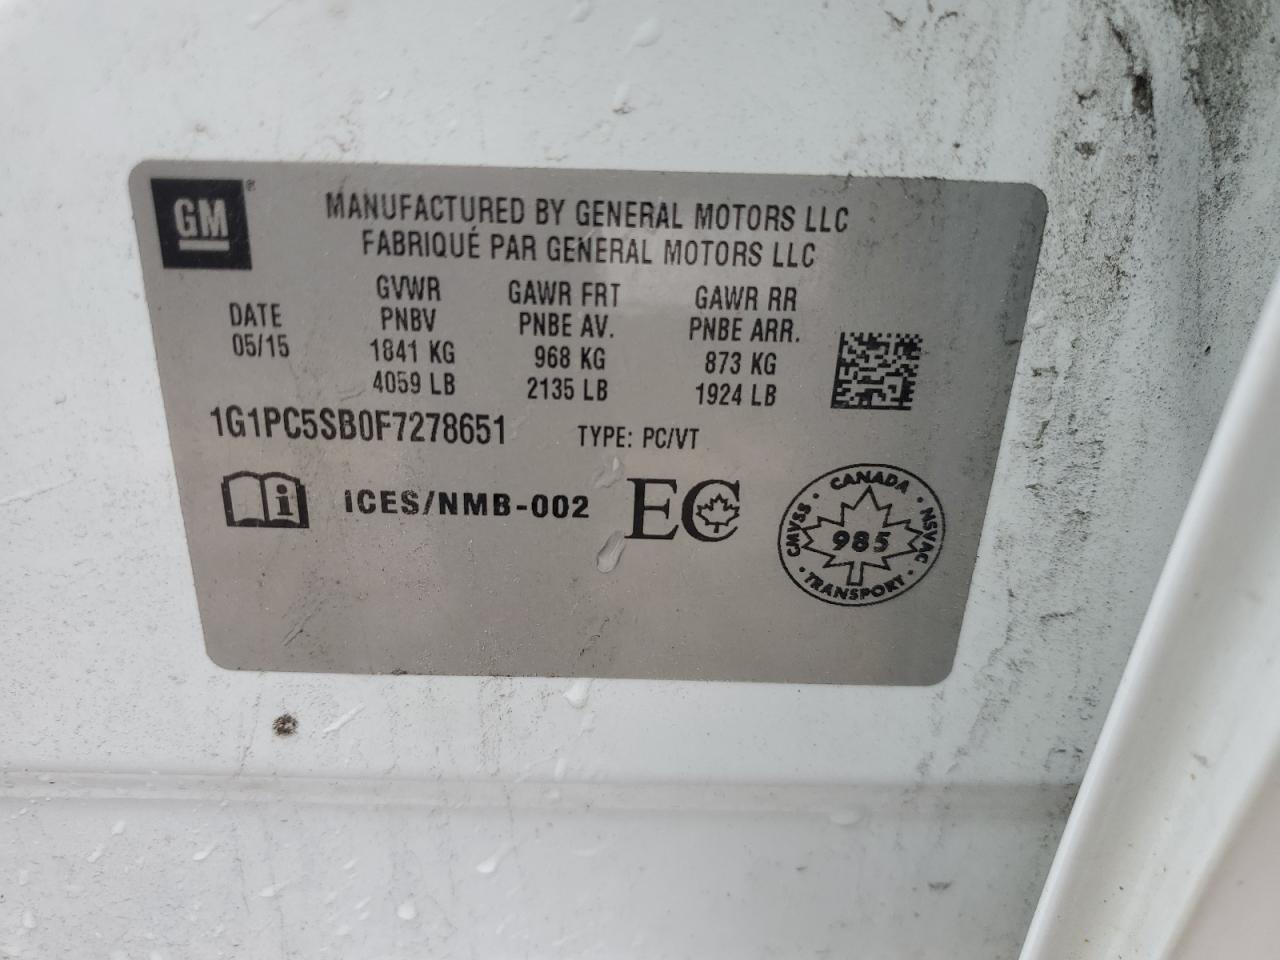 GM
MANUFACTURED BY GENERAL MOTORS LLC
FABRIQUÉ PAR GENERAL MOTORS LLC
DATE
05/15
GVWR
PNBV
1841 KG
4059 LB
GAWR FRT
PNBE AV.
968 KG
2135 LB
GAWR RR
PNBE ARR.
873 KG
1924 LB
1G1PC5SB0F7278651 TYPE: PC/VT
i ICES/NMB-002 EC
CANADA
CMVSS 985 NSVAC
TRANSPORT